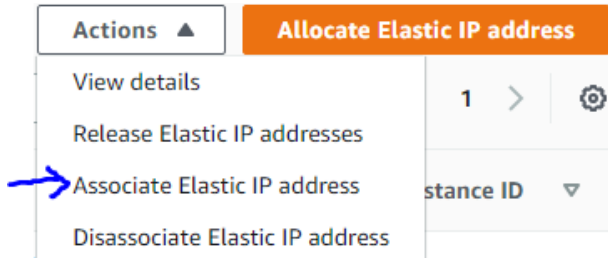 Actions
Allocate Elastic IP address
View details
1
Release Elastic IP addresses
Associate Elastic IP address
stance ID
Disassociate Elastic IP address